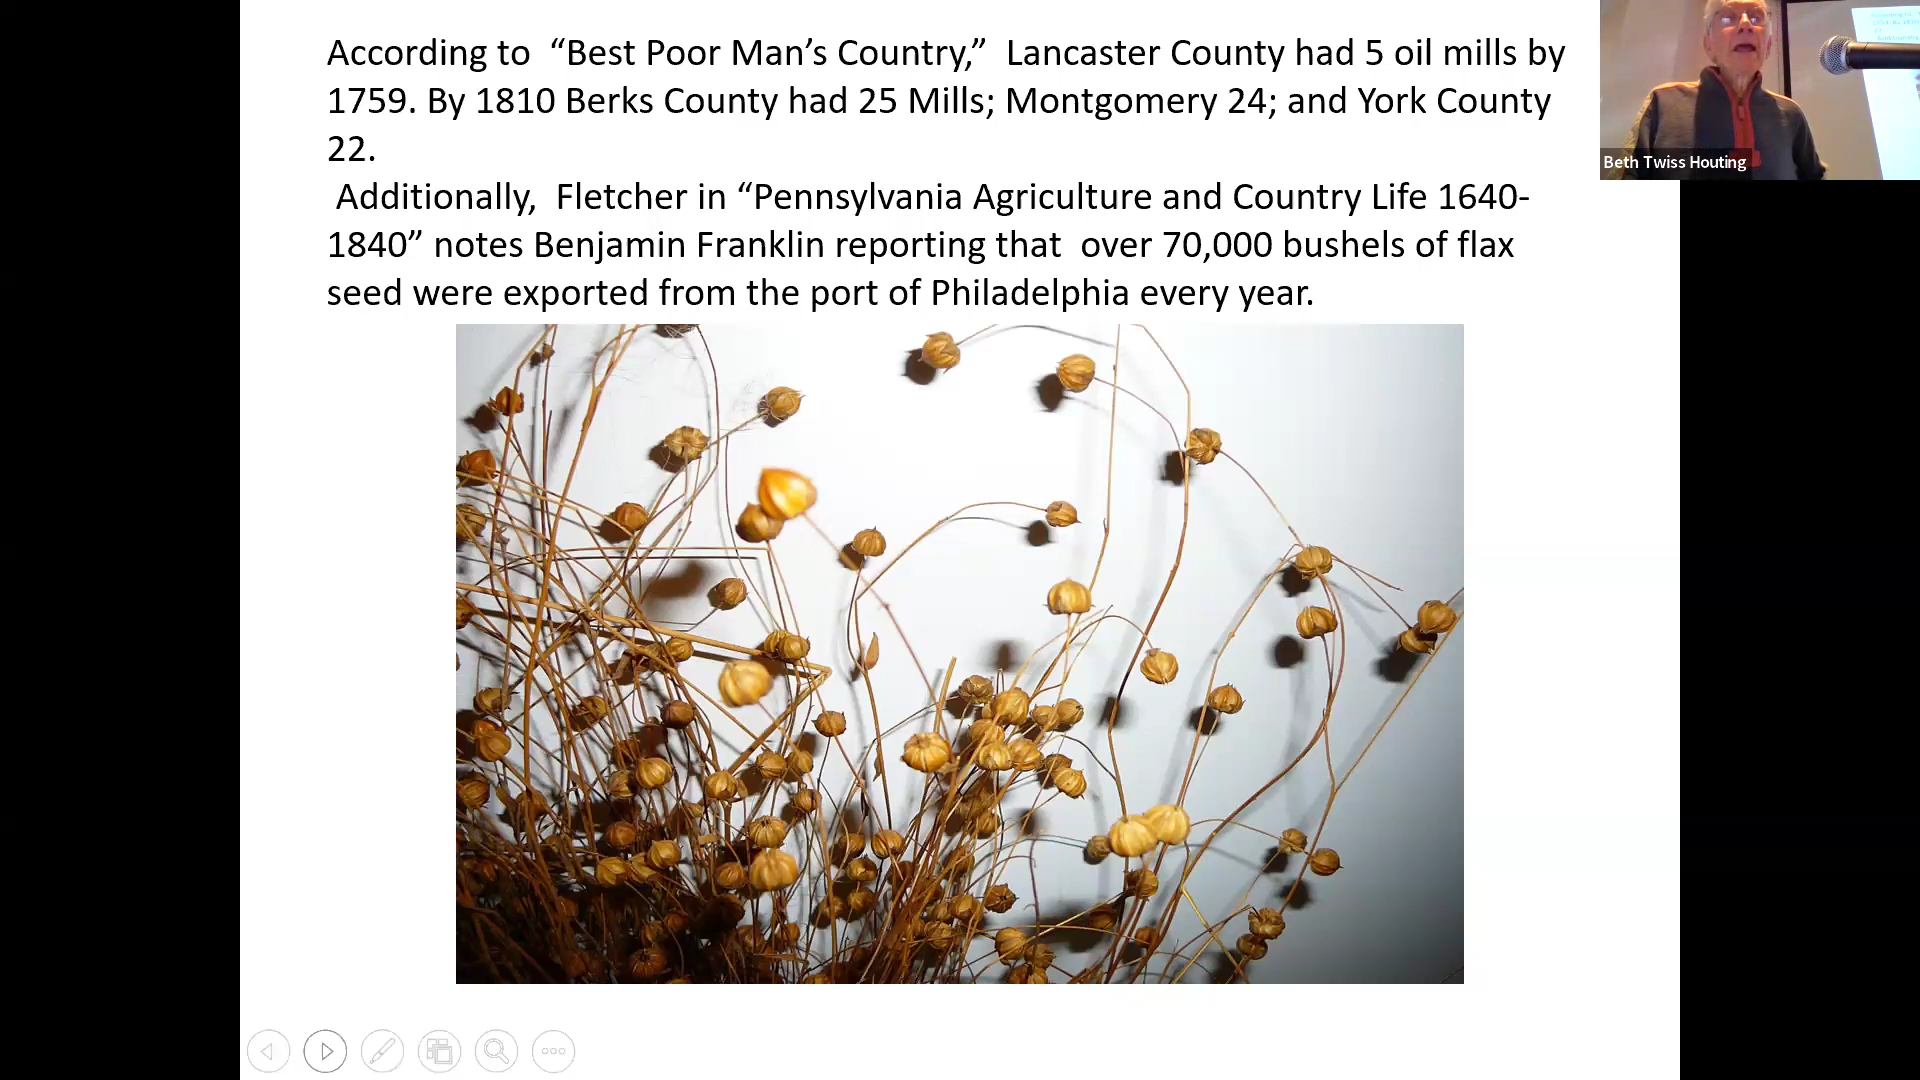 According to “Best Poor Man’s Country,” Lancaster County had 5 oil mills by
1759. By 1810 Berks County had 25 Mills; Montgomery 24; and York County
22.
Additionally, Fletcher in “Pennsylvania Agriculture and Country Life 1640-
1840” notes Benjamin Franklin reporting that over 70,000 bushels of flax
seed were exported from the port of Philadelphia every year.
Beth Twiss Houting